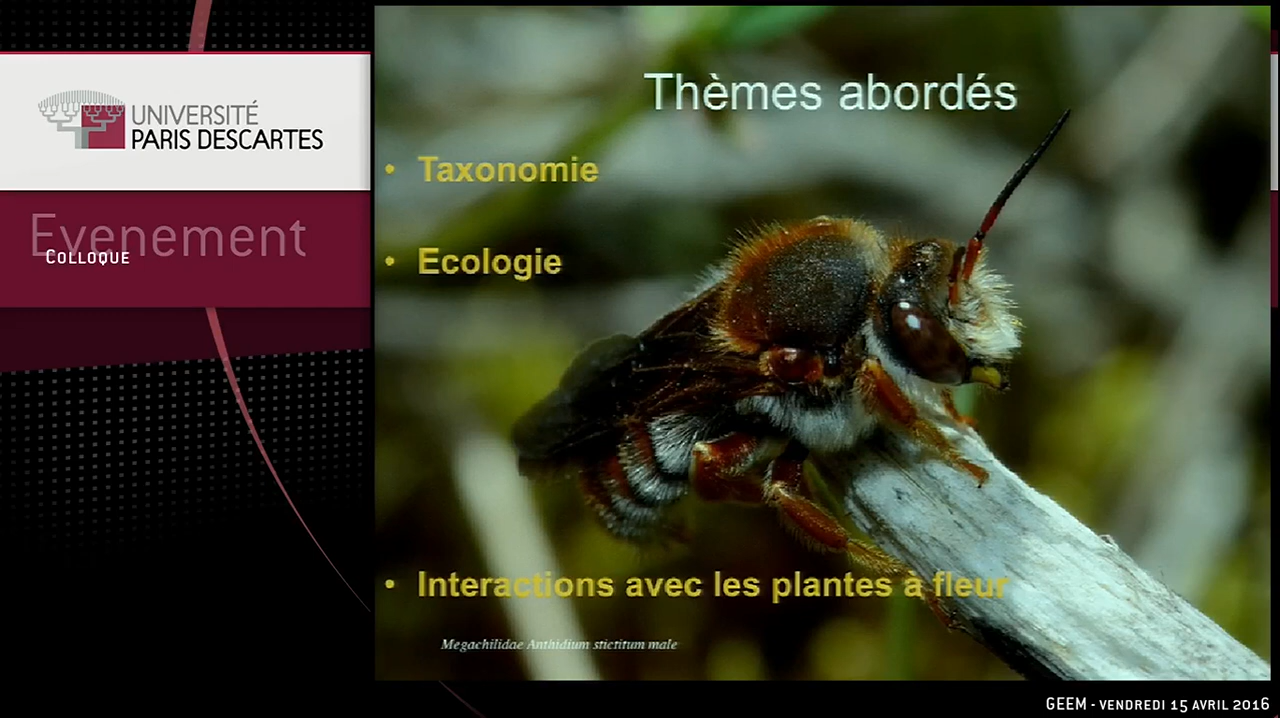 UNIVERSITÉ
PARIS DESCARTES
Evenement
COLLOQUE
Thèmes abordés
• Taxonomie
• Ecologie
• Interactions avec les plantes à fleur
Megachilidae Anthidium stictitum male
GEEM - VENDREDI 15 AVRIL 2016